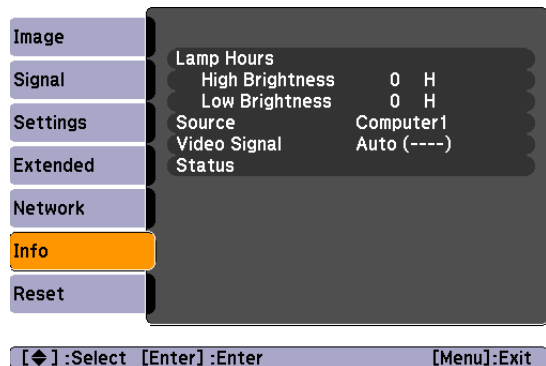 Image
Signal
Settings
Extended
Network
Info
Reset
Lamp Hours
High Brightness 0 H
Low Brightness 0 H
Source Computer1
Video Signal Auto (----)
Status
[◆] :Select [Enter] :Enter [Menu]:Exit